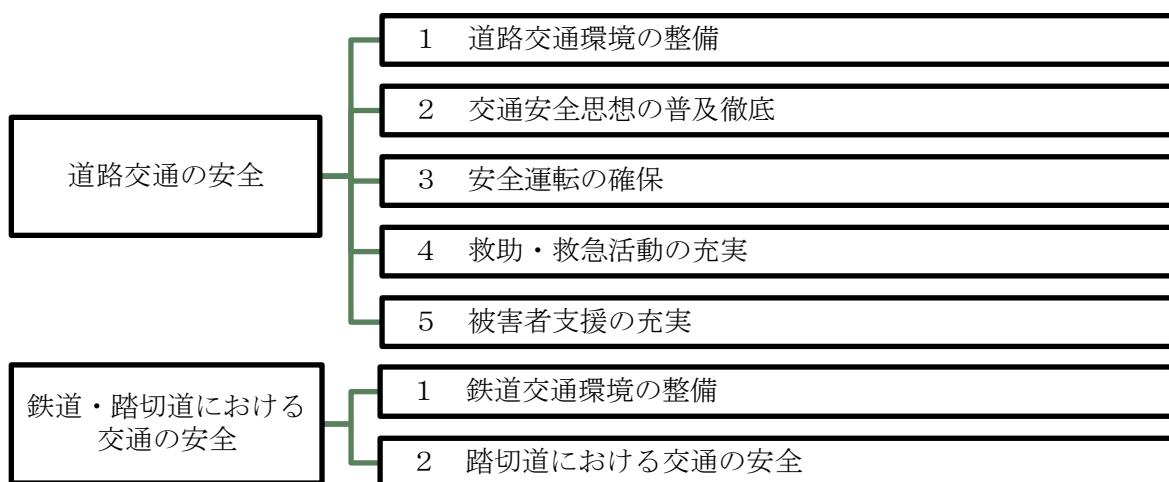 道路交通の安全
１　道路交通環境の整備
２　交通安全思想の普及徹底
３　安全運転の確保
４　救助・救急活動の充実
５　被害者支援の充実
鉄道・踏切道における
交通の安全
１　鉄道交通環境の整備
２　踏切道における交通の安全